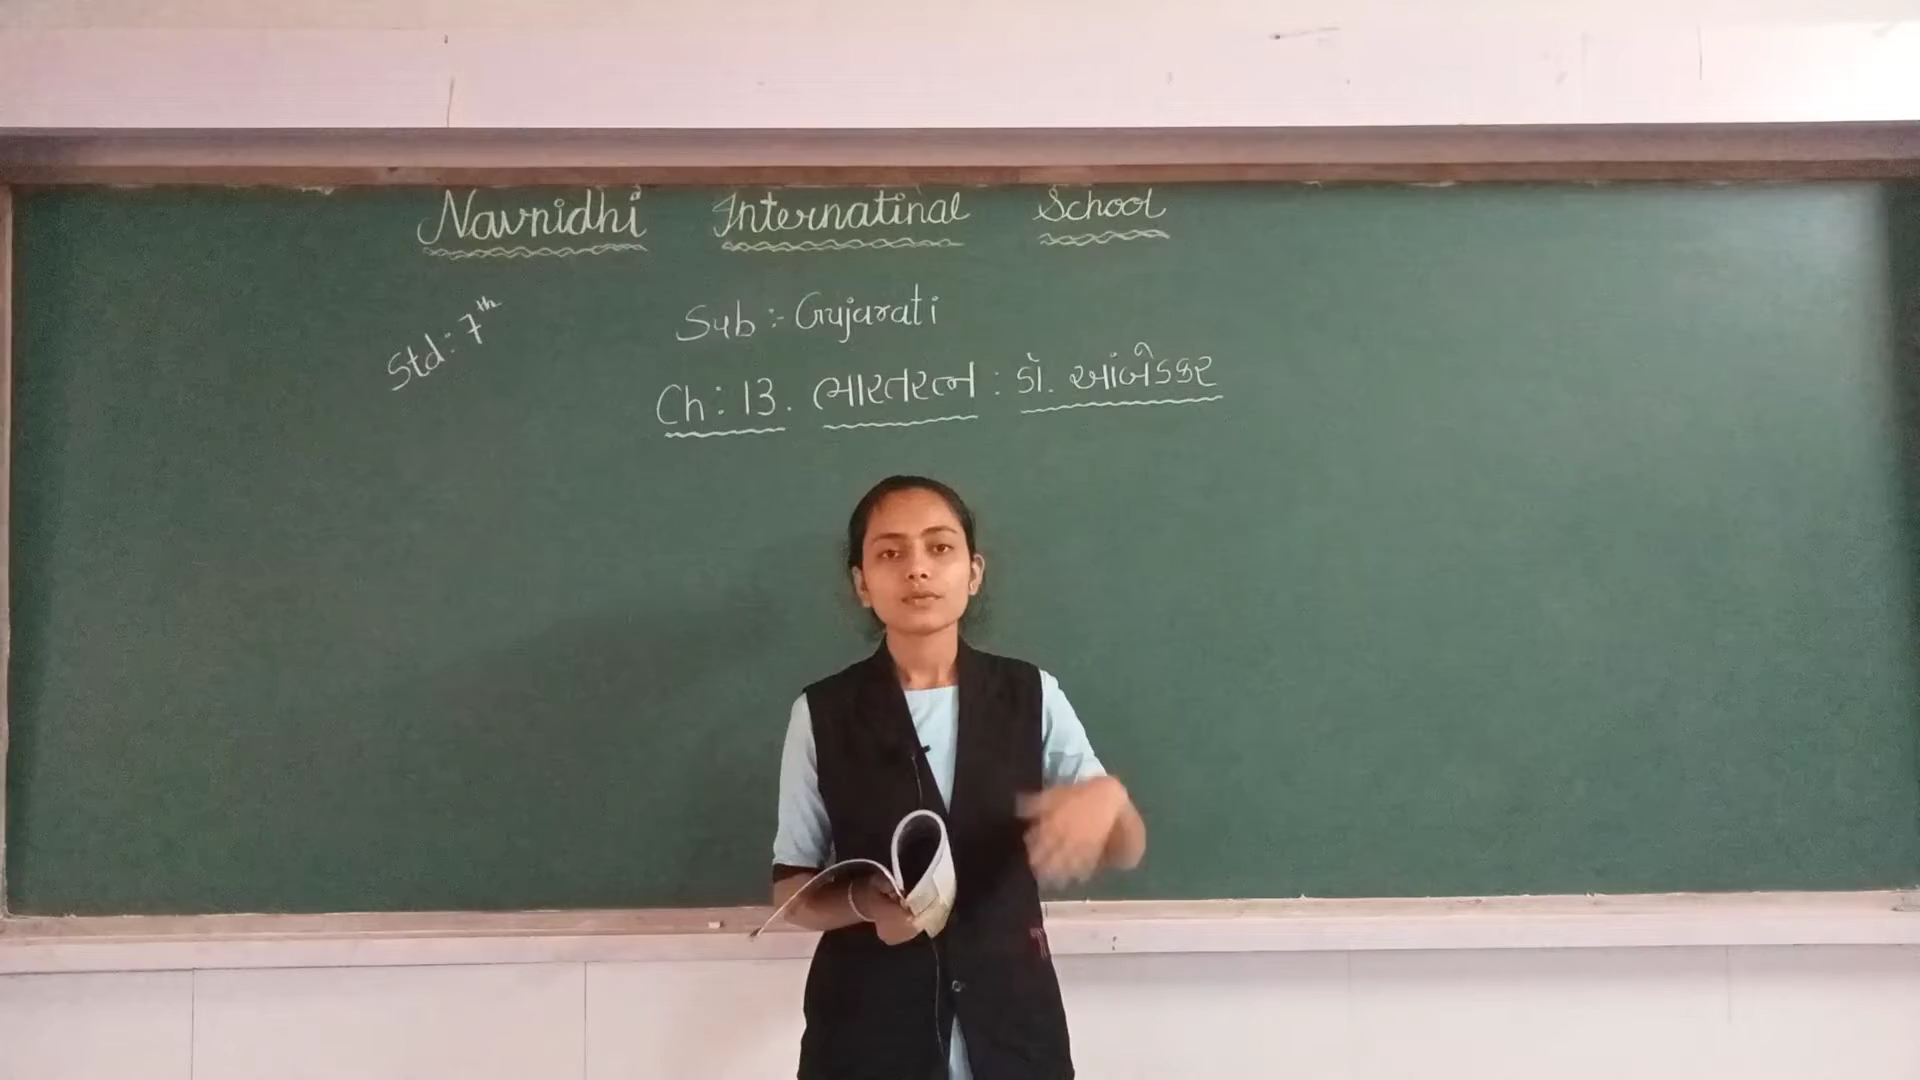 Navnidhi Internatinal School
Std: 7th
Sub :- Gujarati
Ch: 13. ભારતરત્ન : ડૉ. આંબેડકર